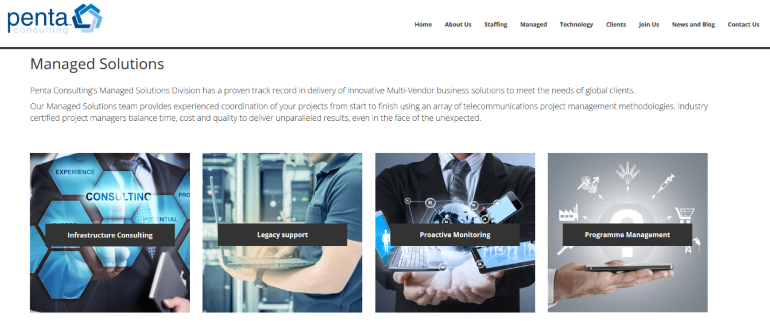 penta
consulting
Home About Us Staffing Managed Technology Clients Join Us News and Blog Contact Us
Managed Solutions
Penta Consulting's Managed Solutions Division has a proven track record in delivery of innovative Multi-Vendor business solutions to meet the needs of global clients.
Our Managed Solutions team provides experienced coordination of your projects from start to finish using an array of telecommunications project management methodologies. Industry
certified project managers balance time, cost and quality to deliver unparalleled results, even in the face of the unexpected.
EXPERIENCE
CONSULTING
PRO
POTENTIAL
Infrastructure Consulting
Legacy support
Proactive Monitoring
Programme Management